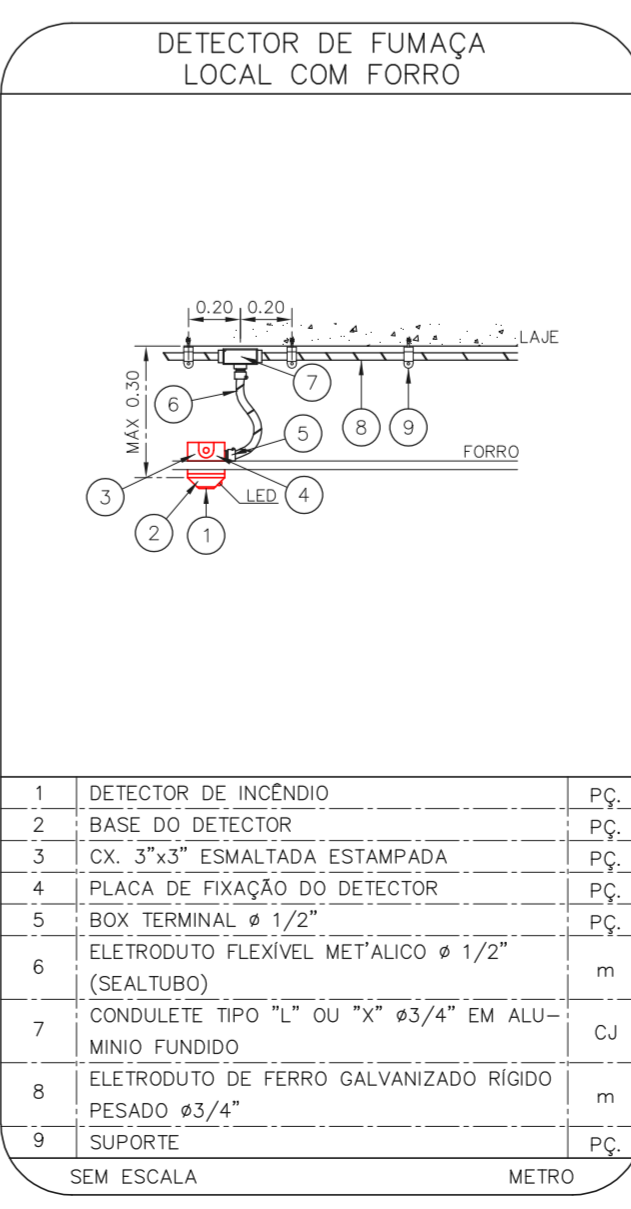 DETECTOR DE FUMAÇA
LOCAL COM FORRO
0.20 0.20
LAJE
MÁX 0.30
7
6
5
8
9
FORRO
3
LED
4
2
1
1 DETECTOR DE INCÊNDIO PÇ.
2 BASE DO DETECTOR PÇ.
3 CX. 3"x3" ESMALTADA ESTAMPADA PÇ.
4 PLACA DE FIXAÇÃO DO DETECTOR PÇ.
5 BOX TERMINAL ø 1/2" PÇ.
6 ELETRODUTO FLEXÍVEL MET'ALICO ø 1/2"
(SEALTUBO) m
7 CONDULETE TIPO "L" OU "X" ø3/4" EM ALU-
MINIO FUNDIDO CJ
8 ELETRODUTO DE FERRO GALVANIZADO RÍGIDO
PESADO ø3/4" m
9 SUPORTE PÇ.
SEM ESCALA METRO